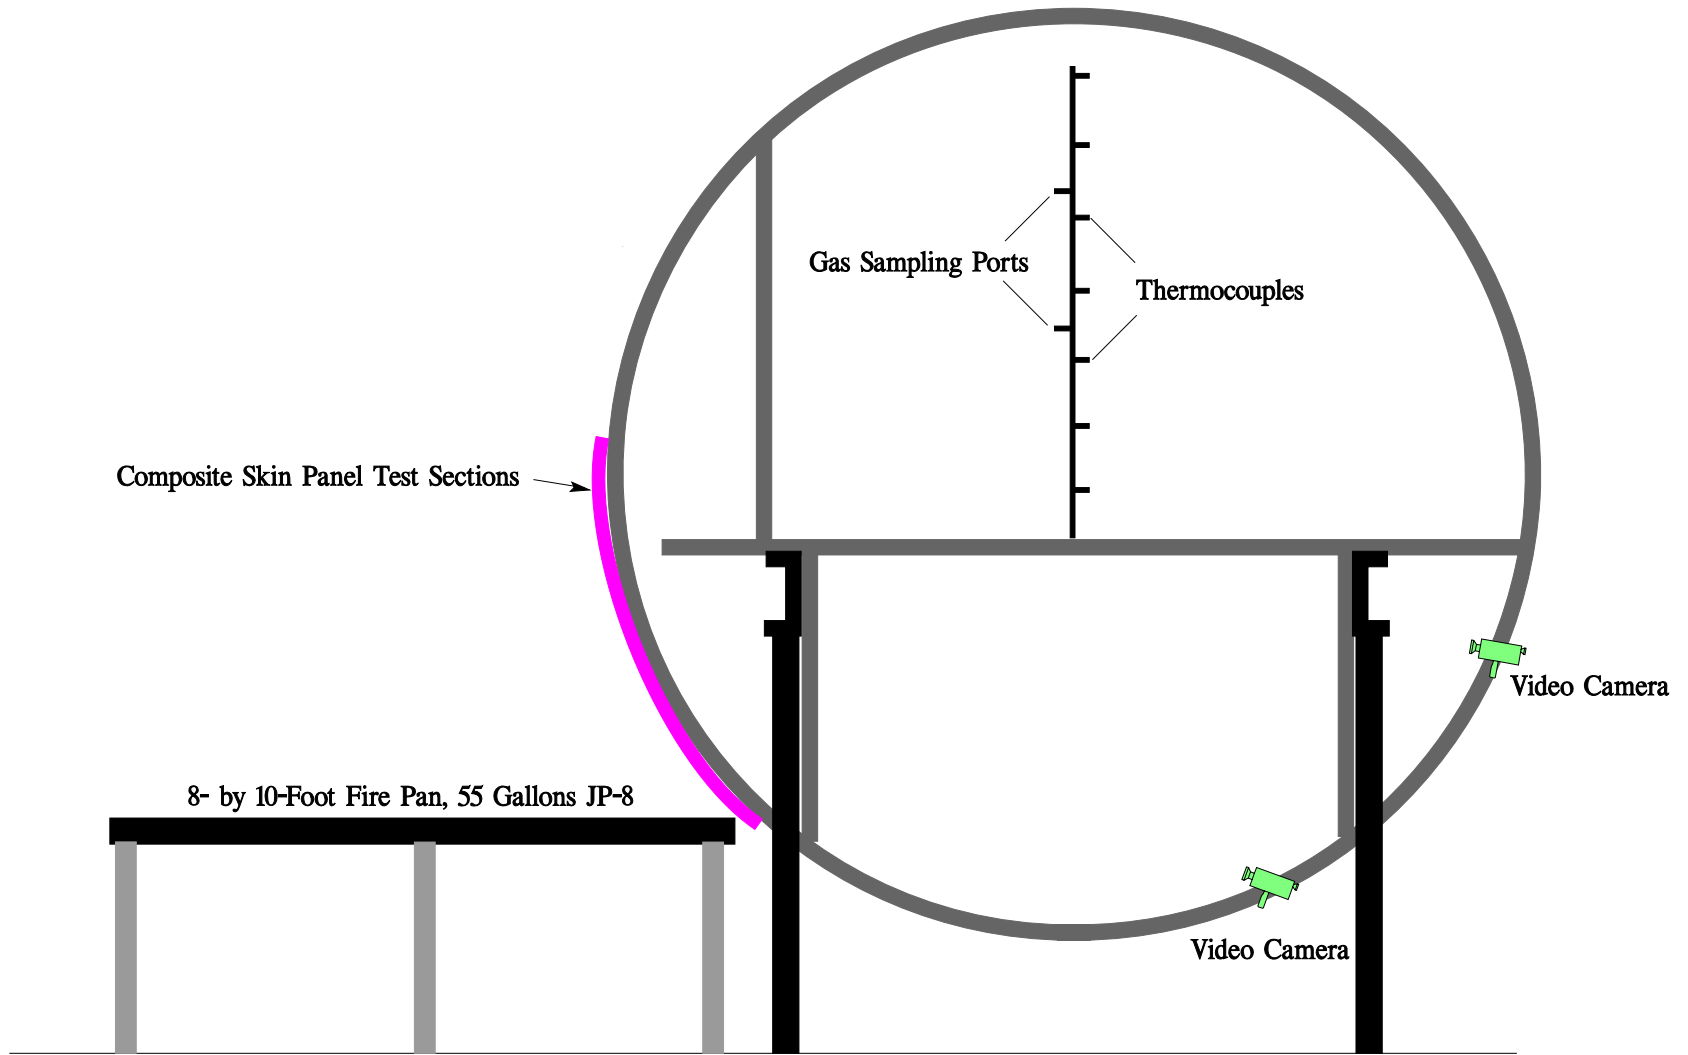 Gas Sampling Ports
Thermocouples
Composite Skin Panel Test Sections
Video Camera
8- by 10-Foot Fire Pan, 55 Gallons JP-8
Video Camera